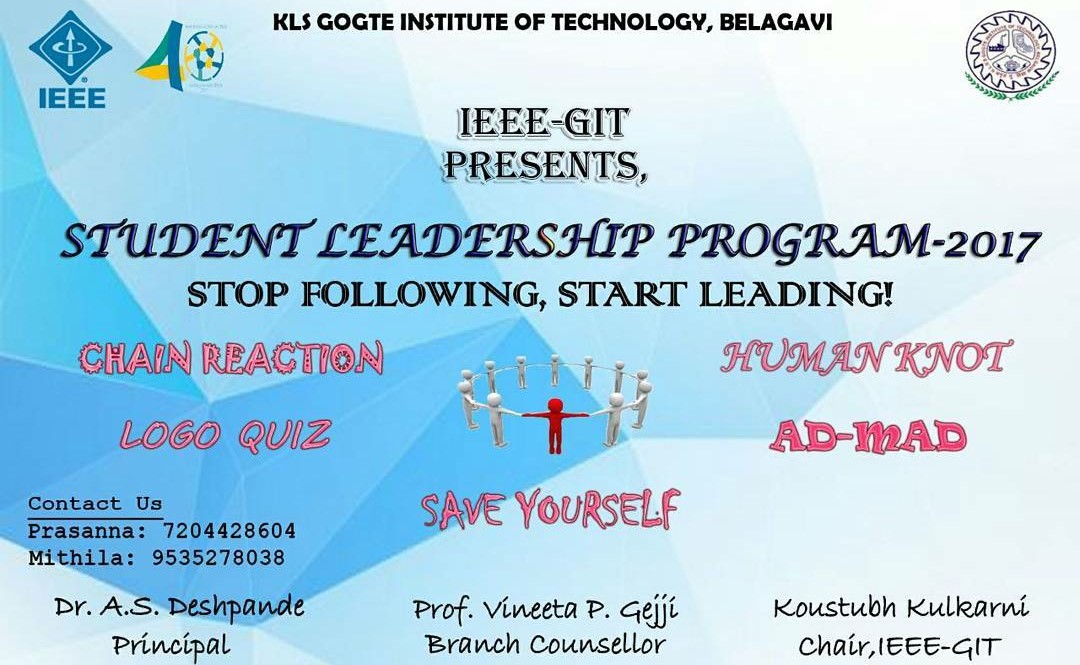 KLS GOGTE INSTITUTE OF TECHNOLOGY, BELAGAVI
IEEE
40
IEEE-GIT
PRESENTS,
STUDENT LEADERSHIP PROGRAM-2017
STOP FOLLOWING, START LEADING!
CHAIN REACTION
HUMAN KNOT
LOGO QUIZ
AD-MAD
SAVE YOURSELF
Contact Us
Prasanna: 7204428604
Mithila: 9535278038
Dr. A.S. Deshpande
Principal
Prof. Vineeta P. Gejji
Branch Counsellor
Koustubh Kulkarni
Chair,IEEE-GIT